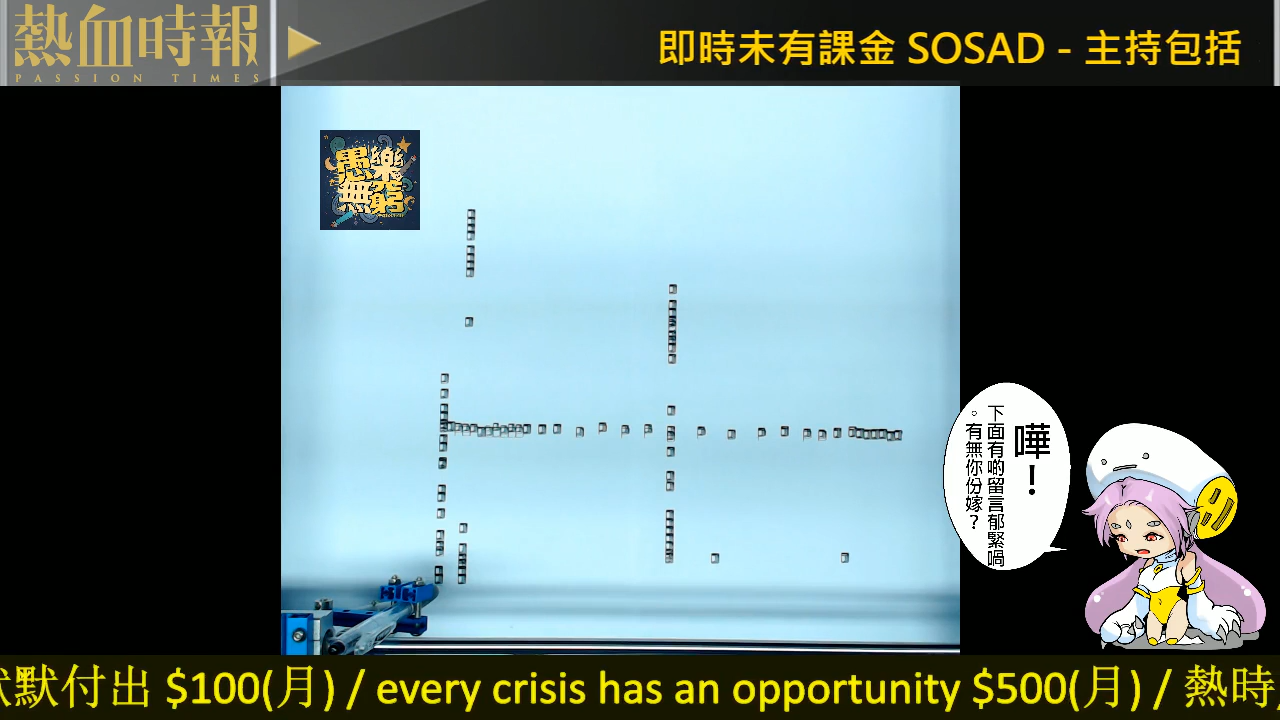 熱血時報
PASSION TIMES
即時未有課金 SOSAD - 主持包括
愚樂
無窮
嘩！
下面有啲留言郁緊喎
。有無你份嫁？
默付出 $100(月) / every crisis has an opportunity $500(月) / 熱時